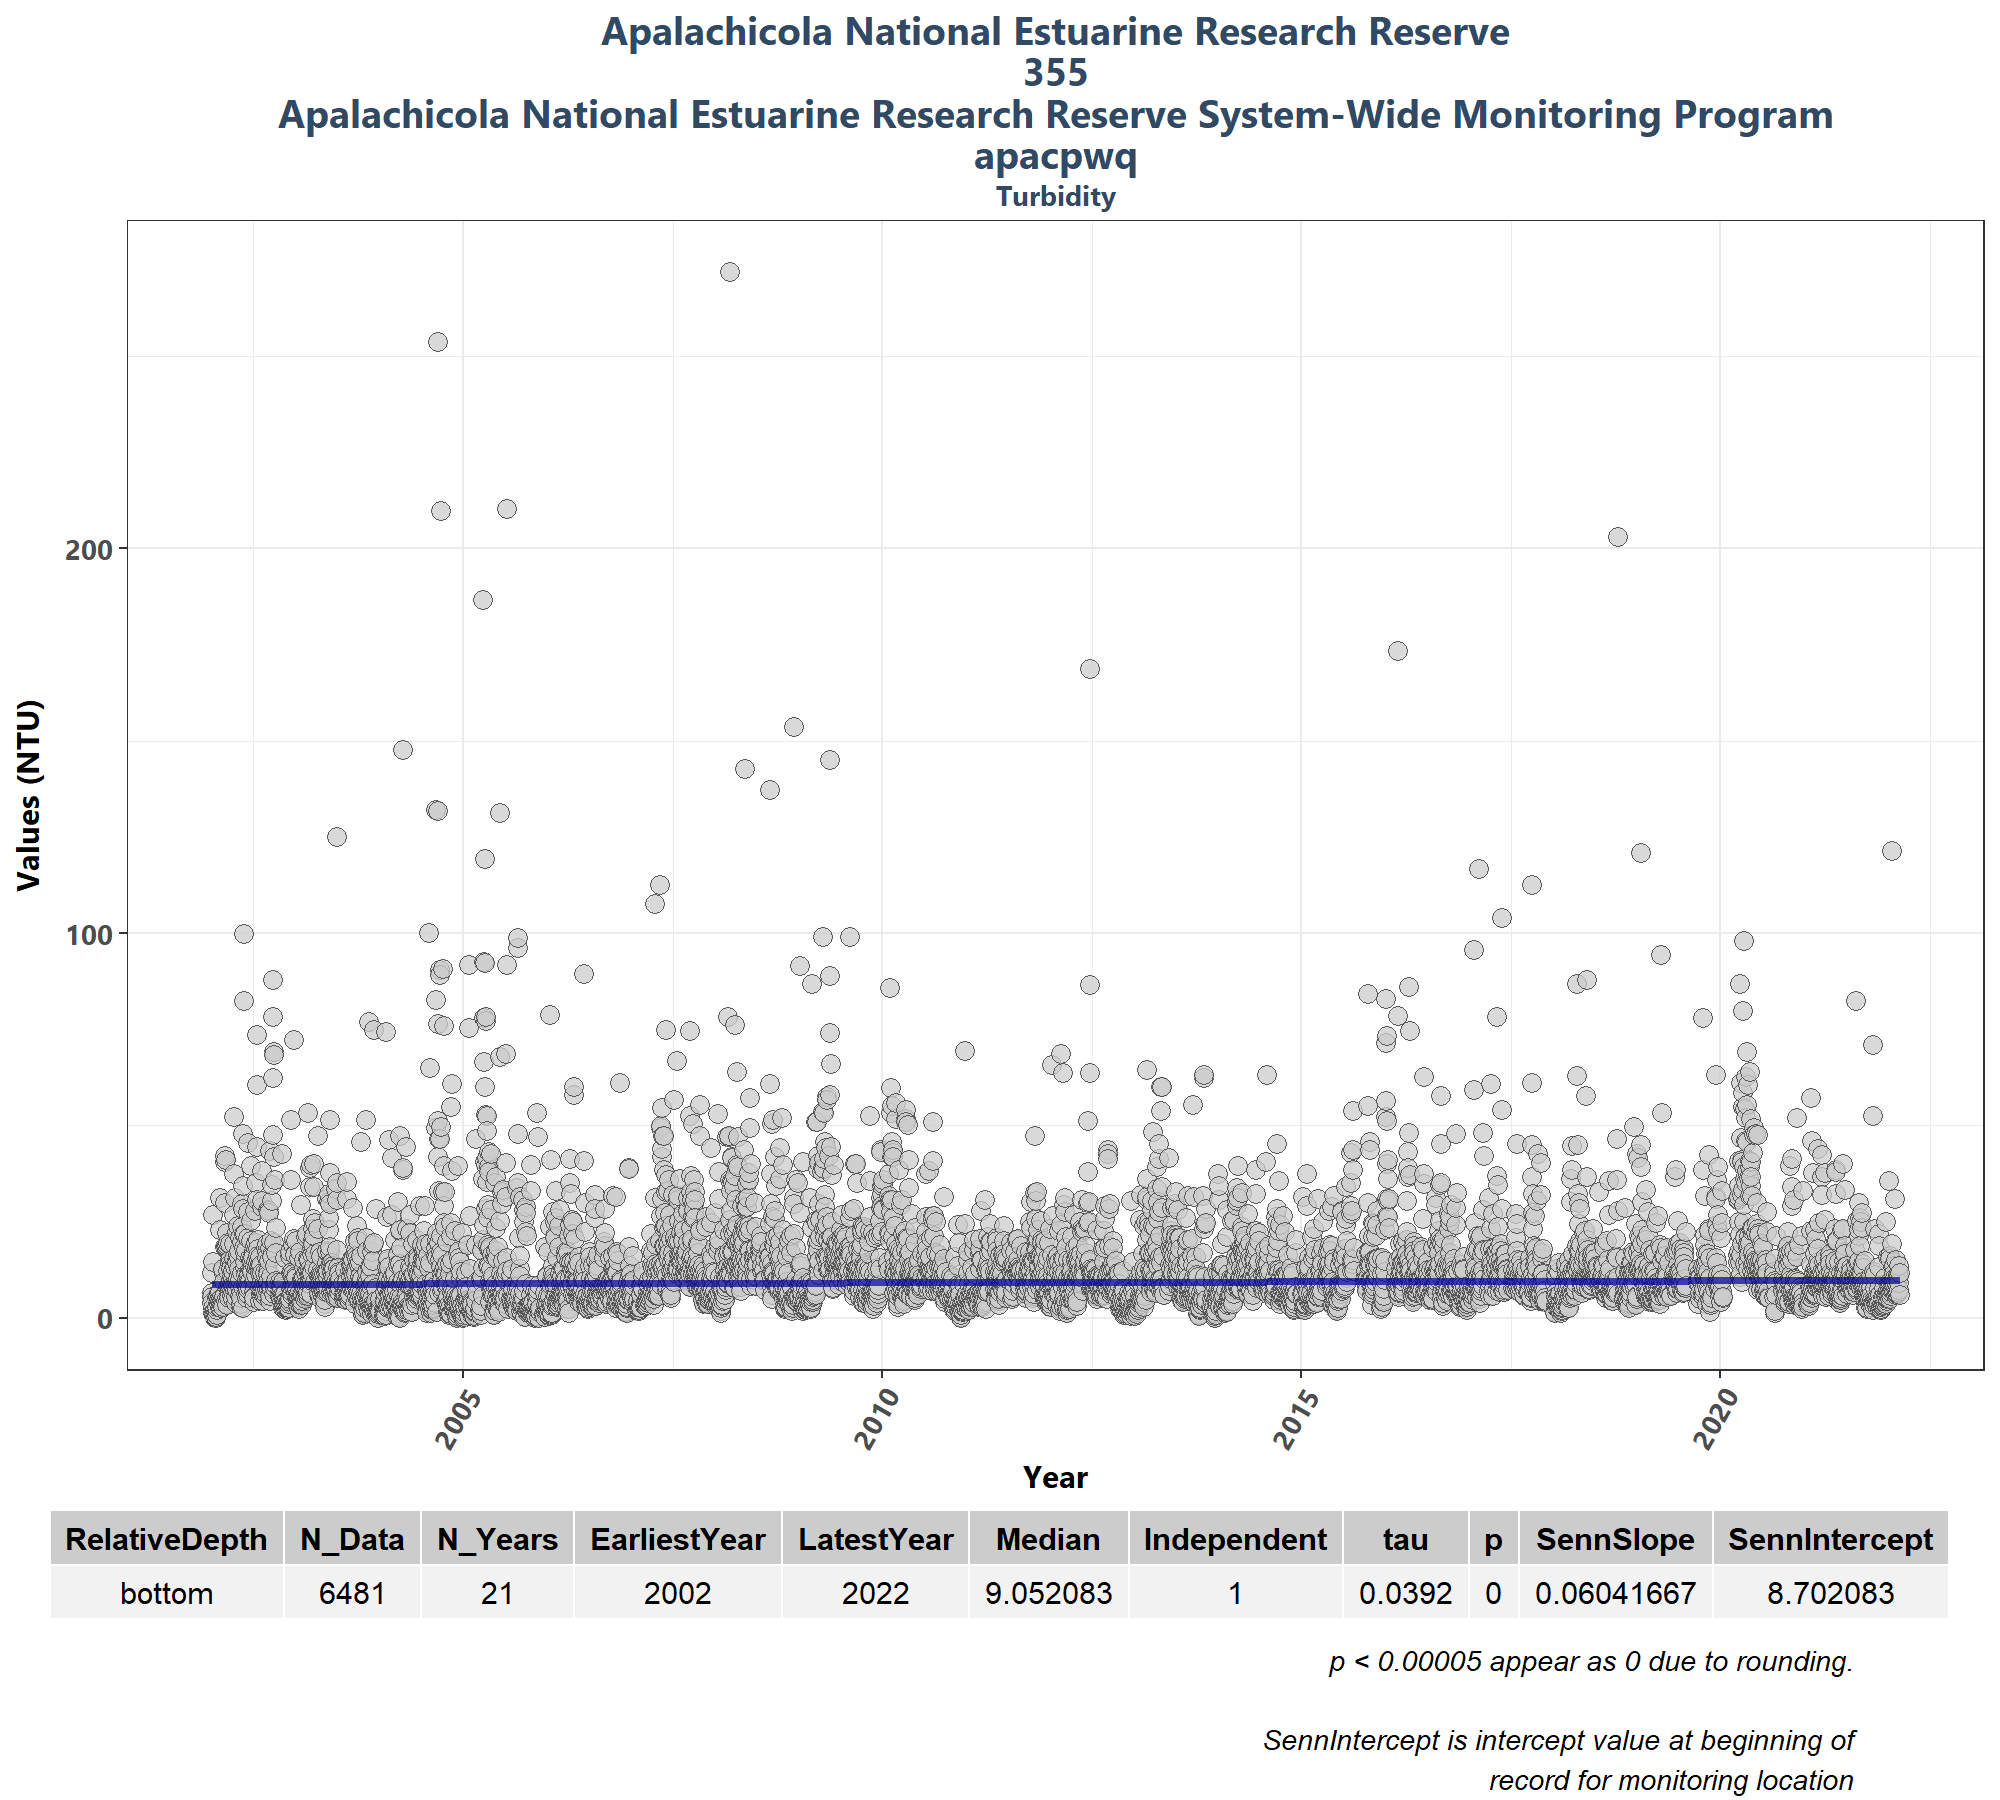 Apalachicola National Estuarine Research Reserve
355
Apalachicola National Estuarine Research Reserve System-Wide Monitoring Program
apacpwq
Turbidity
Values (NTU)
200
100
0
2005 2010 2015 2020
Year
RelativeDepth N_Data N_Years EarliestYear LatestYear Median Independent tau p SennSlope SennIntercept
bottom 6481 21 2002 2022 9.052083 1 0.0392 0 0.06041667 8.702083
p < 0.00005 appear as 0 due to rounding.
SennIntercept is intercept value at beginning of
record for monitoring location